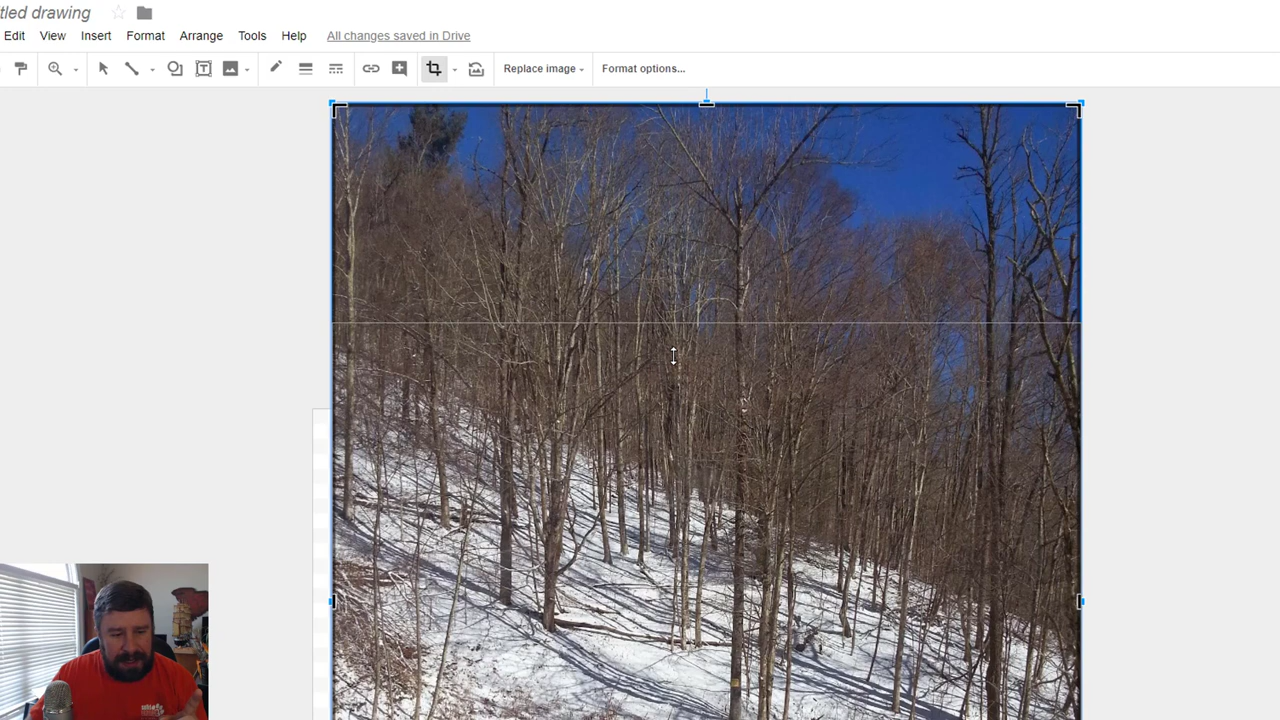 tled drawing
Edit View Insert Format Arrange Tools Help All changes saved in Drive
Replace image Format options...